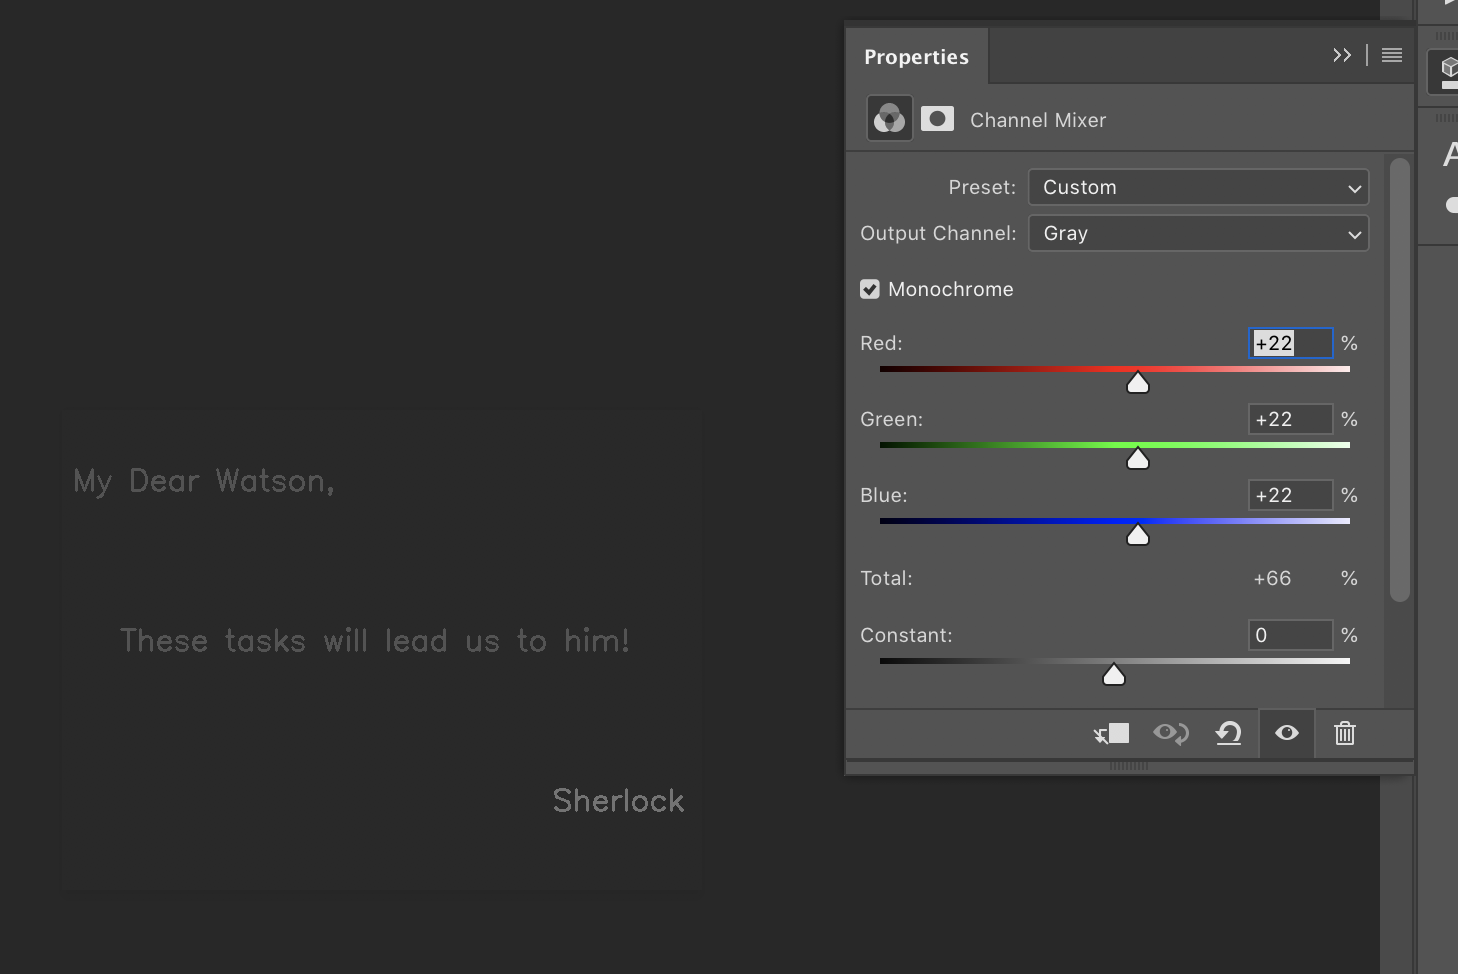 Properties
Channel Mixer
Preset: Custom
Output Channel: Gray
Monochrome
Red: +22 %
Green: +22 %
Blue: +22 %
Total: +66 %
Constant: 0 %
My Dear Watson,
These tasks will lead us to him!
Sherlock